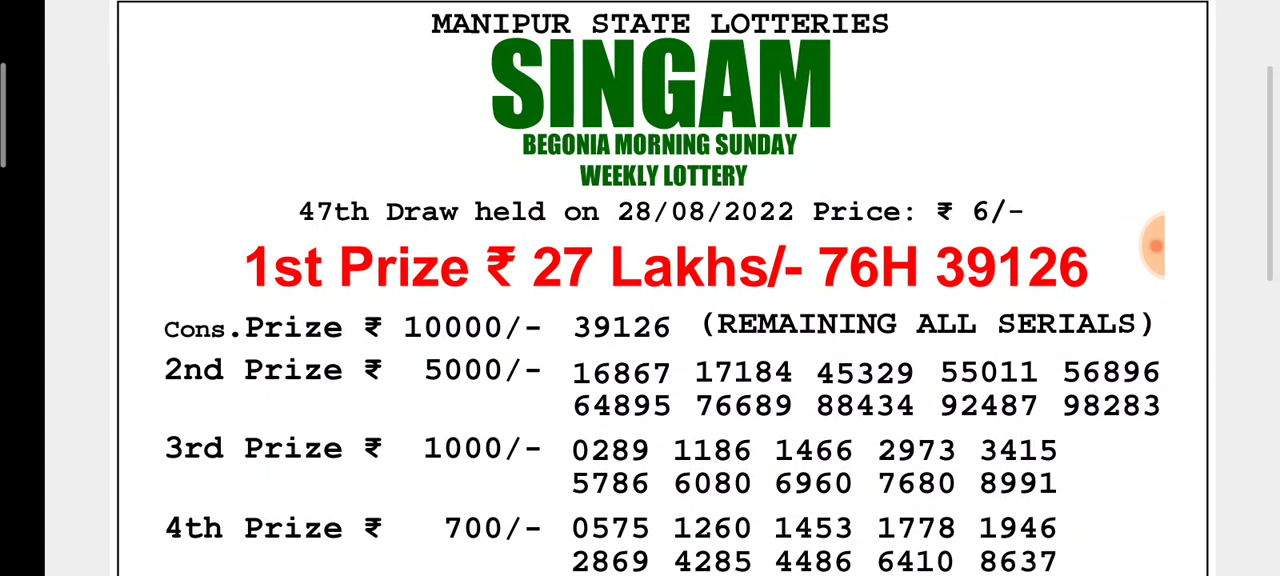 MANIPUR STATE LOTTERIES
SINGAM
BEGONIA MORNING SUNDAY
WEEKLY LOTTERY
47th Draw held on 28/08/2022 Price: ₹ 6/-
1st Prize ₹ 27 Lakhs/- 76H 39126
Cons.Prize ₹ 10000/- 39126 (REMAINING ALL SERIALS)
2nd Prize ₹ 5000/- 16867 17184 45329 55011 56896
64895 76689 88434 92487 98283
3rd Prize ₹ 1000/- 0289 1186 1466 2973 3415
5786 6080 6960 7680 8991
4th Prize ₹ 700/- 0575 1260 1453 1778 1946
2869 4285 4486 6410 8637